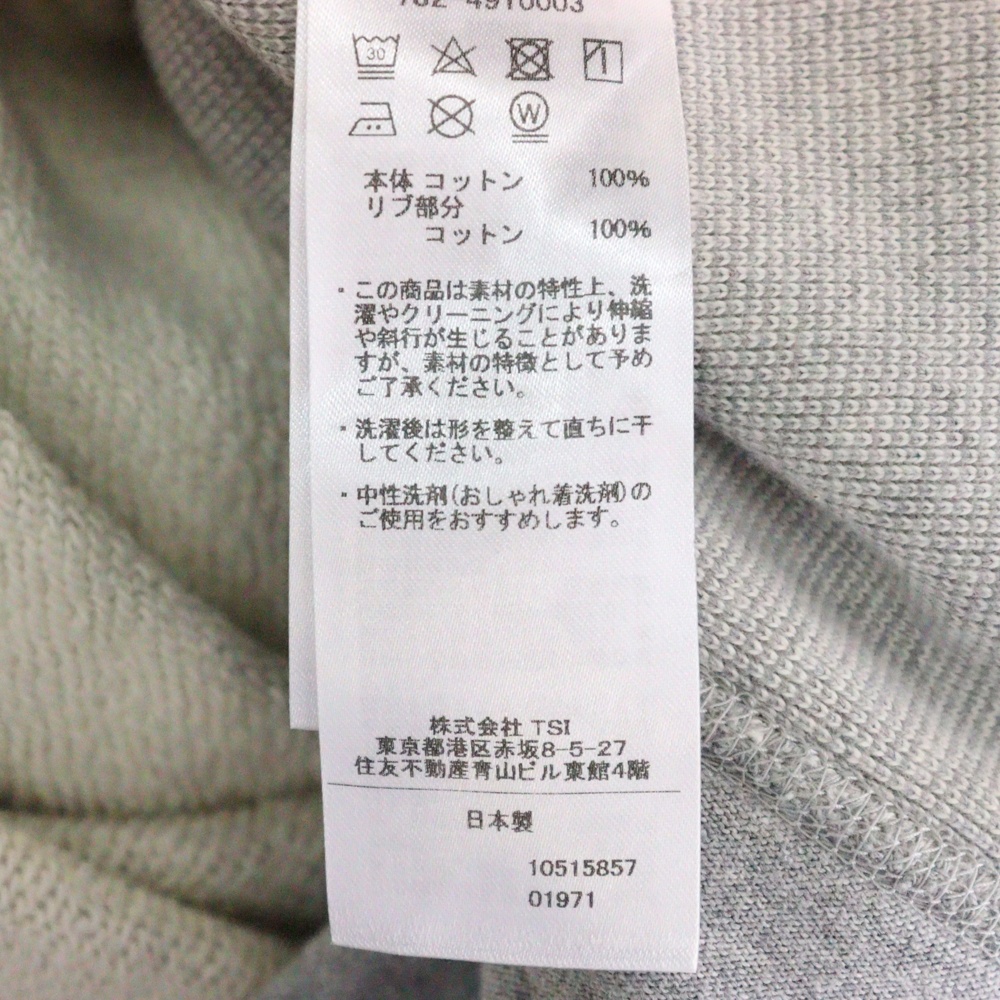 30
W
本体 コットン 100%
リブ部分
コットン 100%
・この商品は素材の特性上、洗
濯やクリーニングにより伸縮
や斜行が生じることがありま
すが、素材の特徴として予め
ご了承ください。
・洗濯後は形を整えて直ちに干
してください。
・中性洗剤(おしゃれ着洗剤)の
ご使用をおすすめします。
株式会社 TSI
東京都港区赤坂8-5-27
住友不動産青山ビル東館4階
日本製
10515857
01971